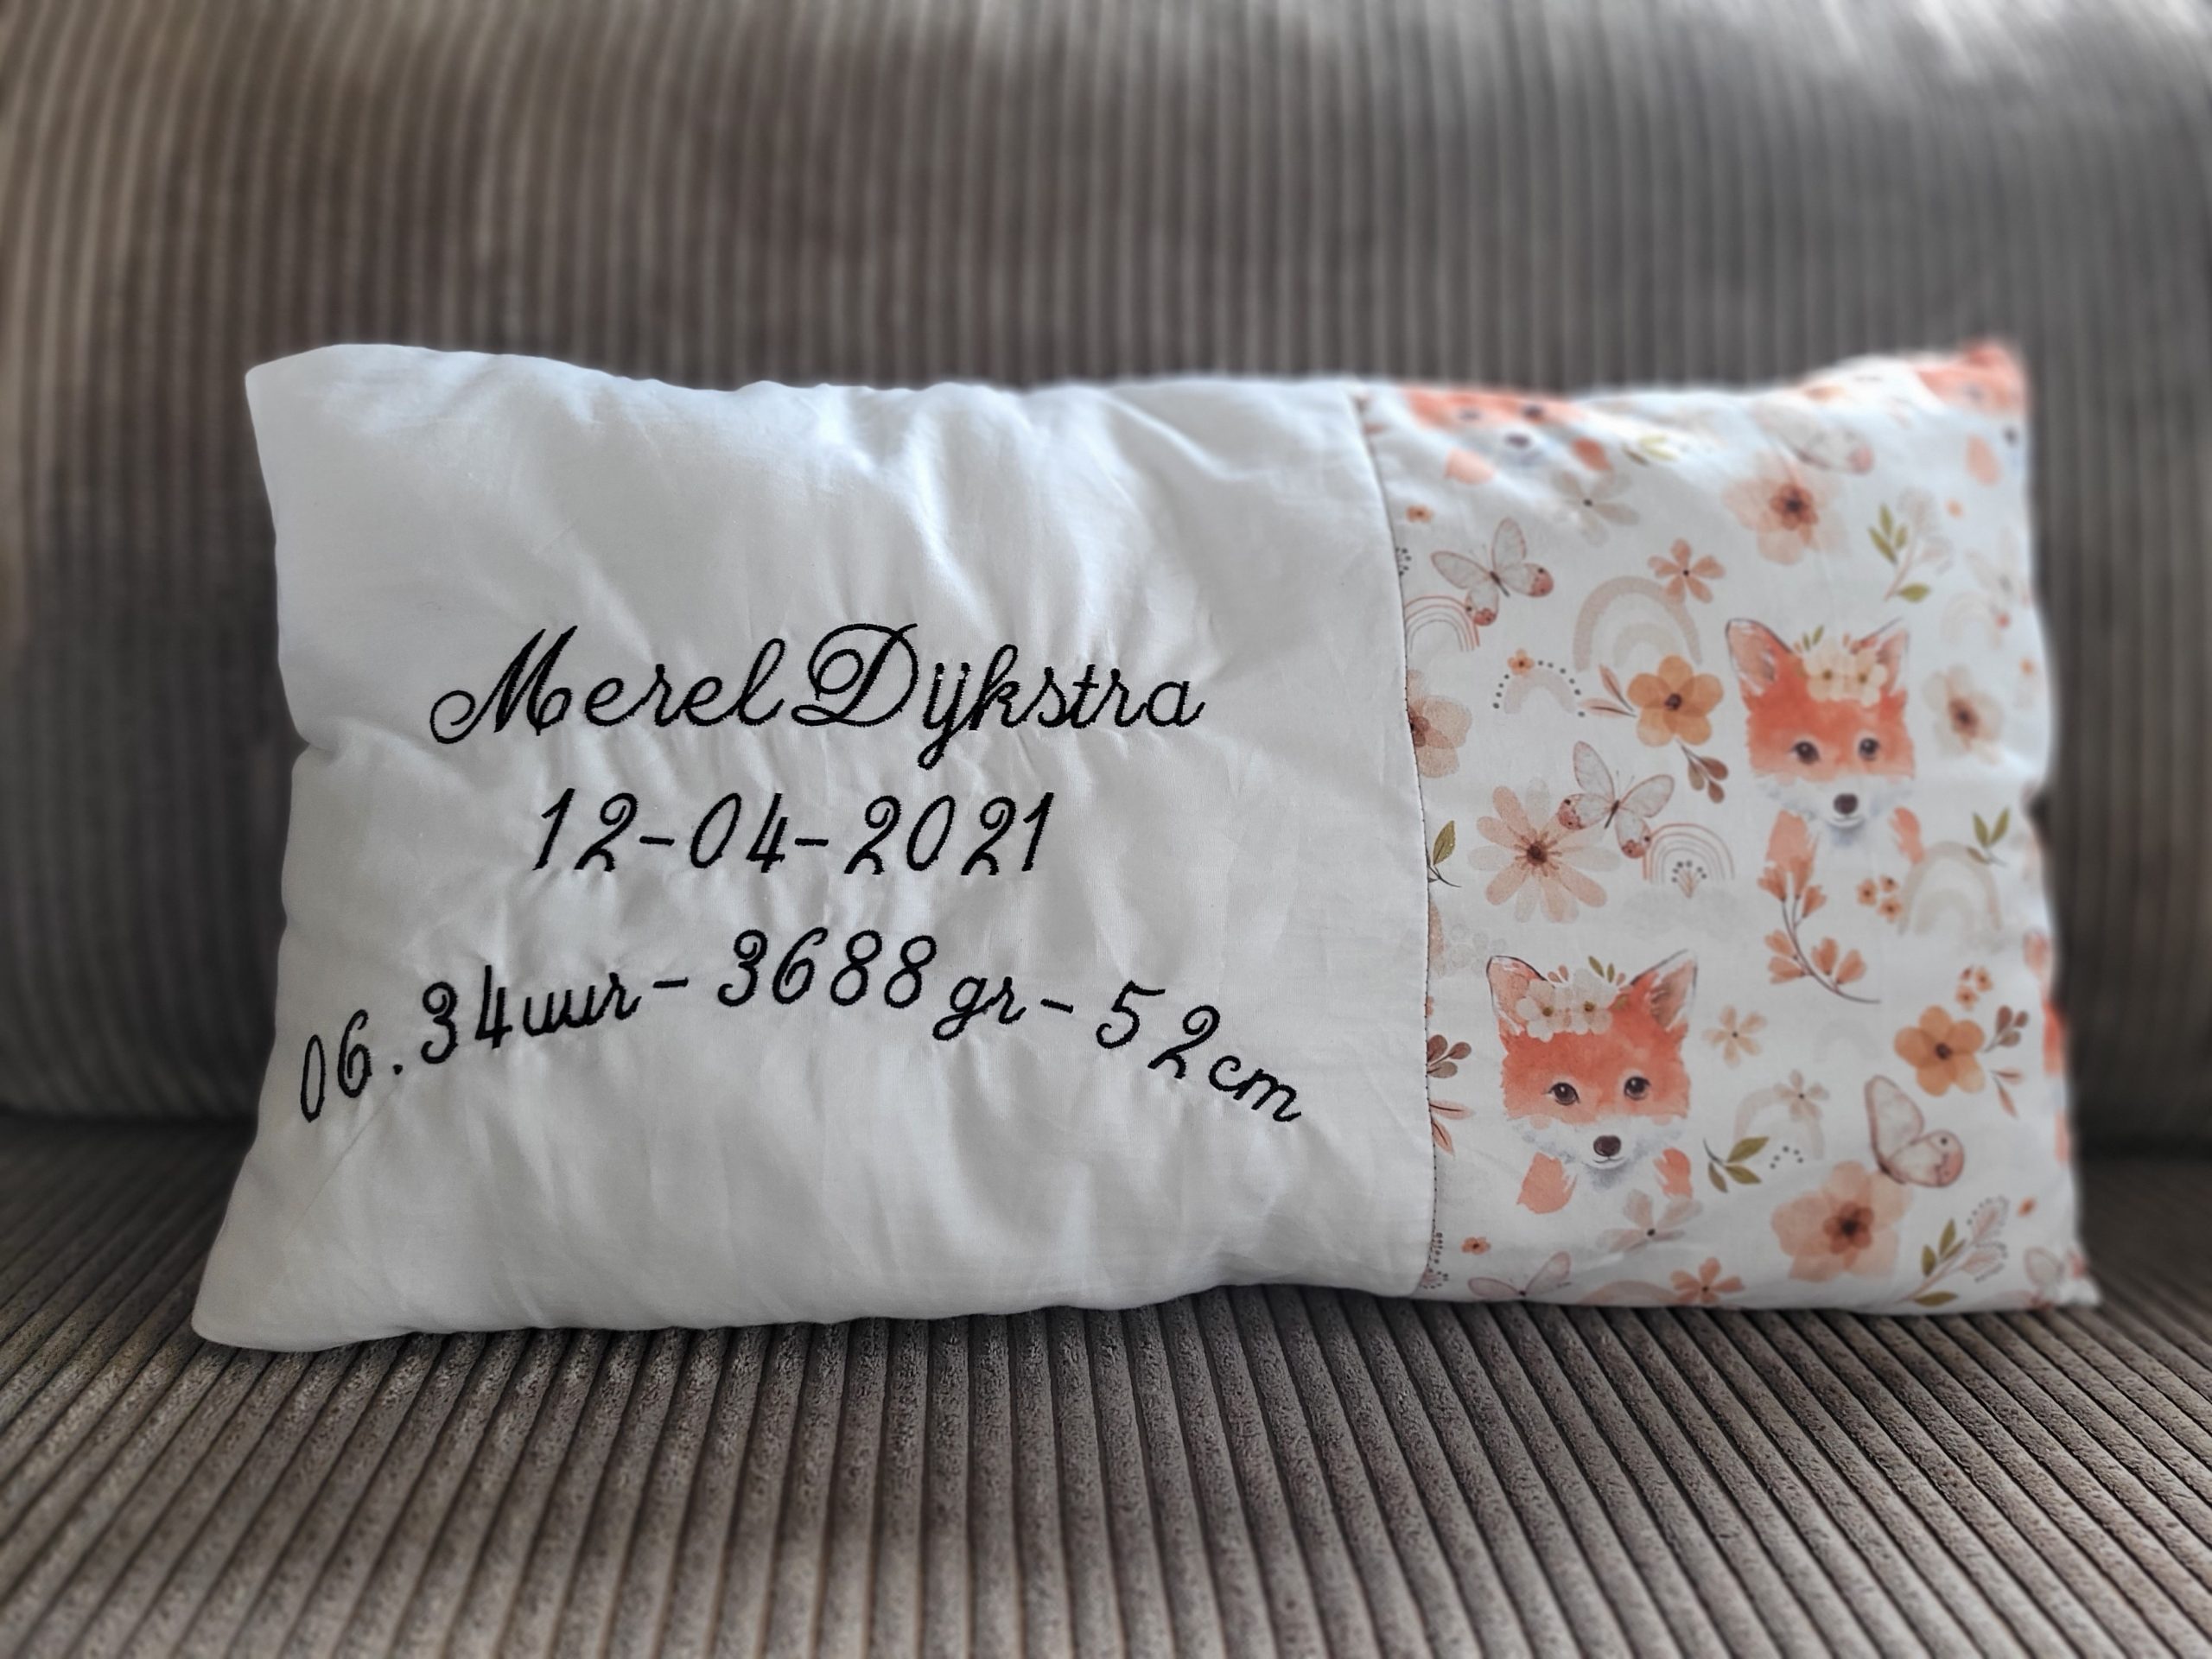 Merel Dijkstra
12-04-2021
06.34uur- 3688gr- 52cm